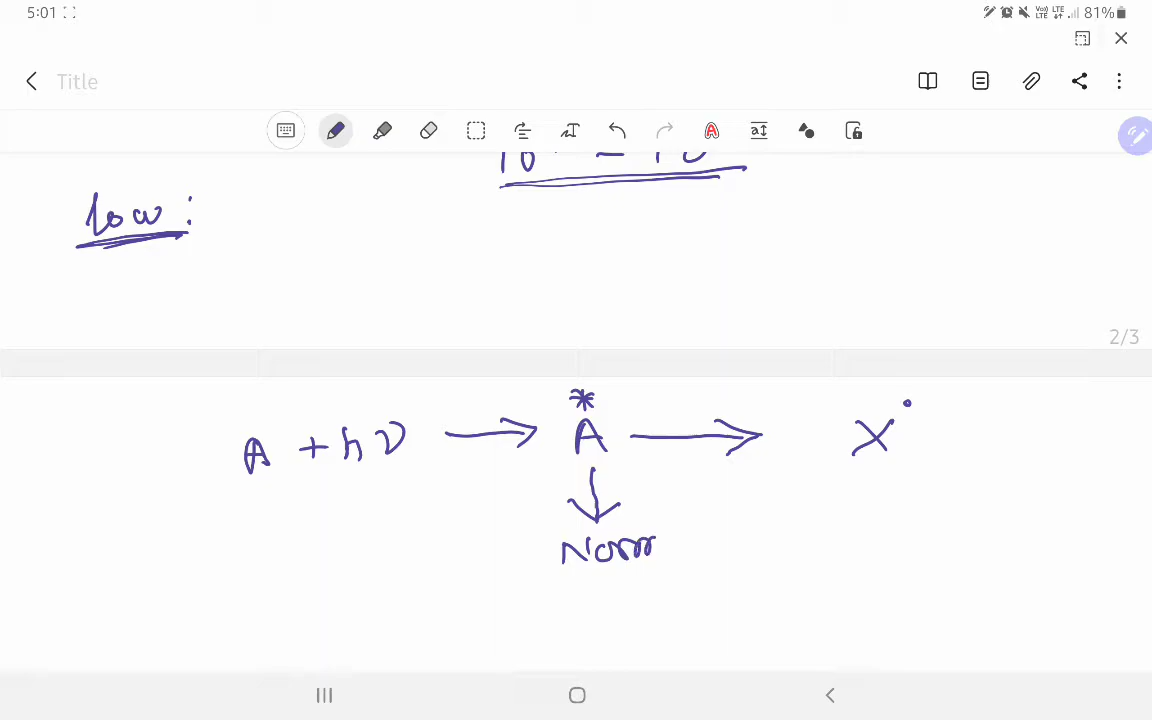 5:01
81%
Title
low:
2/3
*
A + hν → A → X•
↓
Norm